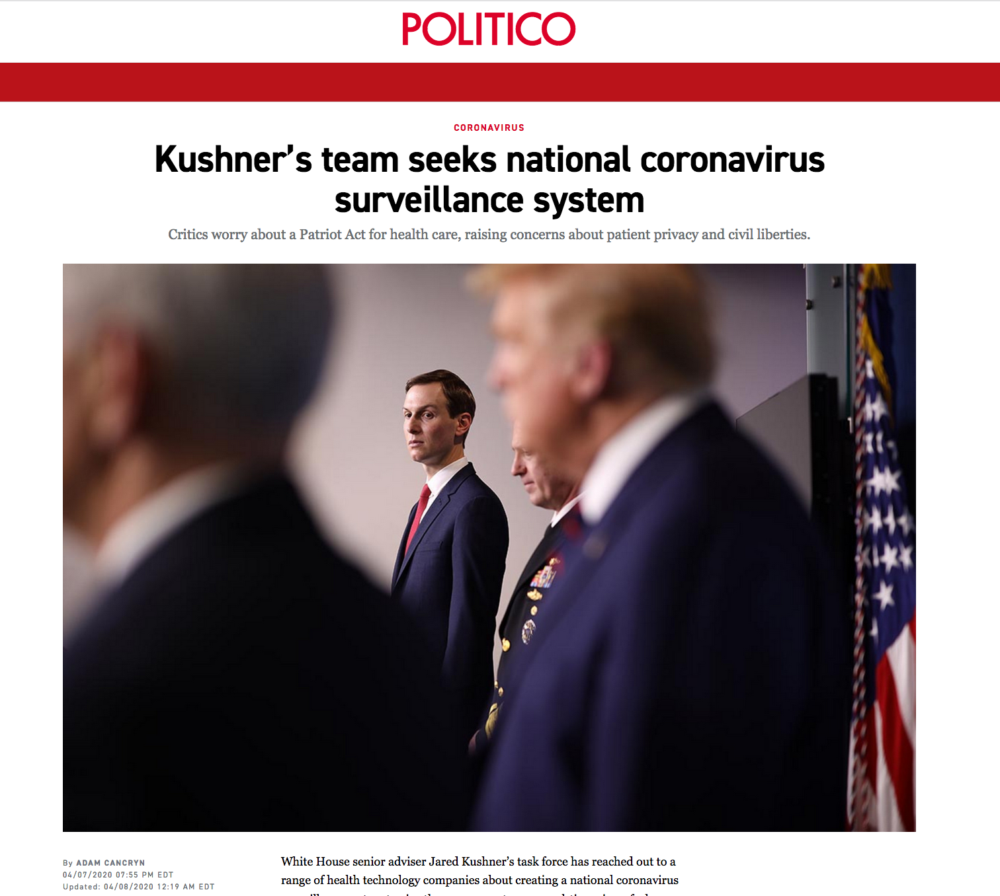 POLITICO
CORONAVIRUS
Kushner’s team seeks national coronavirus
surveillance system
Critics worry about a Patriot Act for health care, raising concerns about patient privacy and civil liberties.
By ADAM CANCRYN
04/07/2020 07:55 PM EDT
Updated: 04/08/2020 12:19 AM EDT
White House senior adviser Jared Kushner’s task force has reached out to a
range of health technology companies about creating a national coronavirus